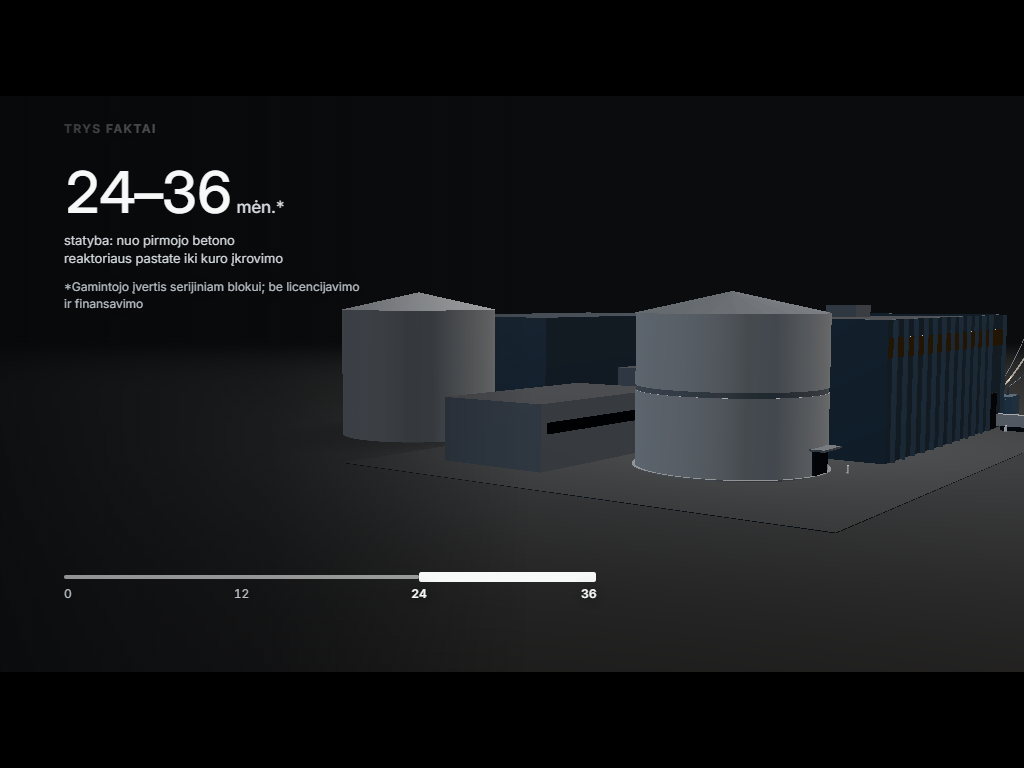 TRYS FAKTAI
24–36 mėn.*
statyba: nuo pirmojo betono
reaktoriaus pastate iki kuro įkrovimo
*Gamintojo įvertis serijiniam blokui; be licencijavimo
ir finansavimo
0 12 24 36